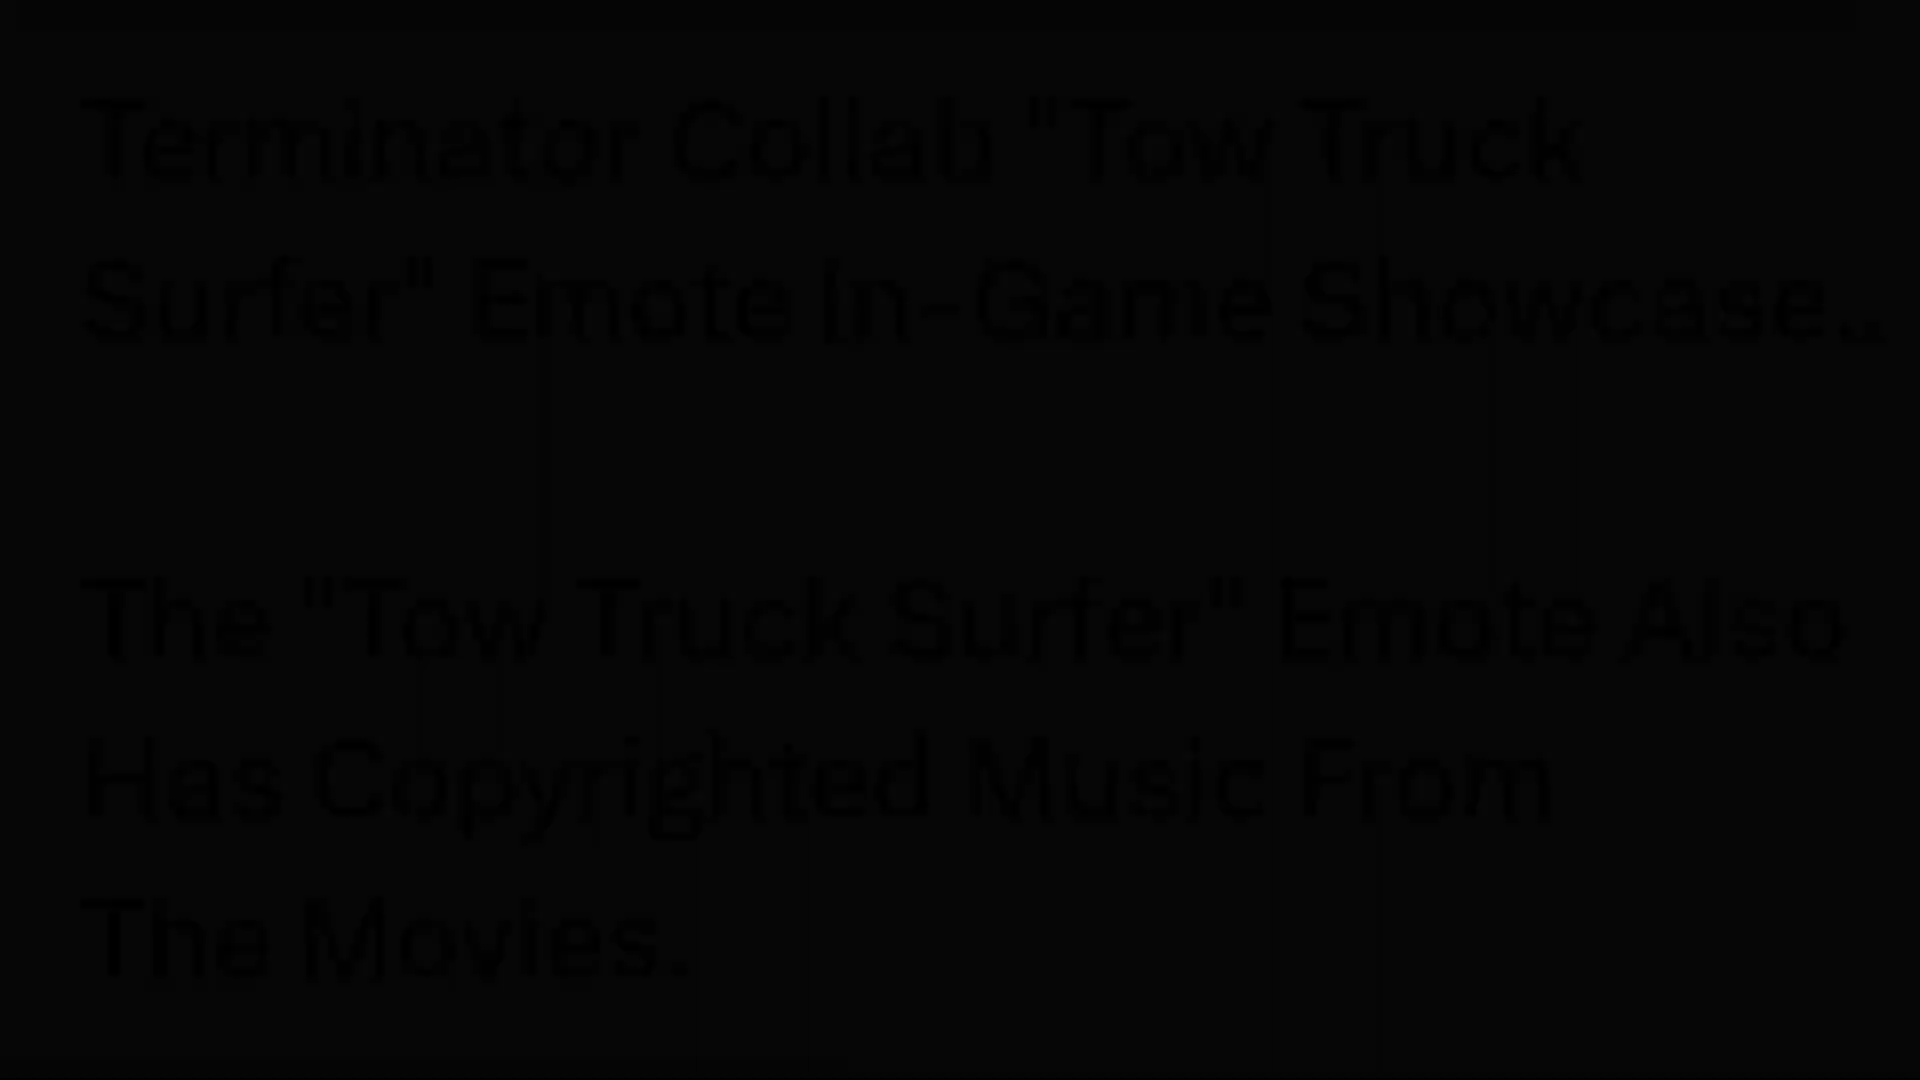 Terminator Collab "Tow Truck
Surfer" Emote In-Game Showcase..
The "Tow Truck Surfer" Emote Also
Has Copyrighted Music From
The Movies.